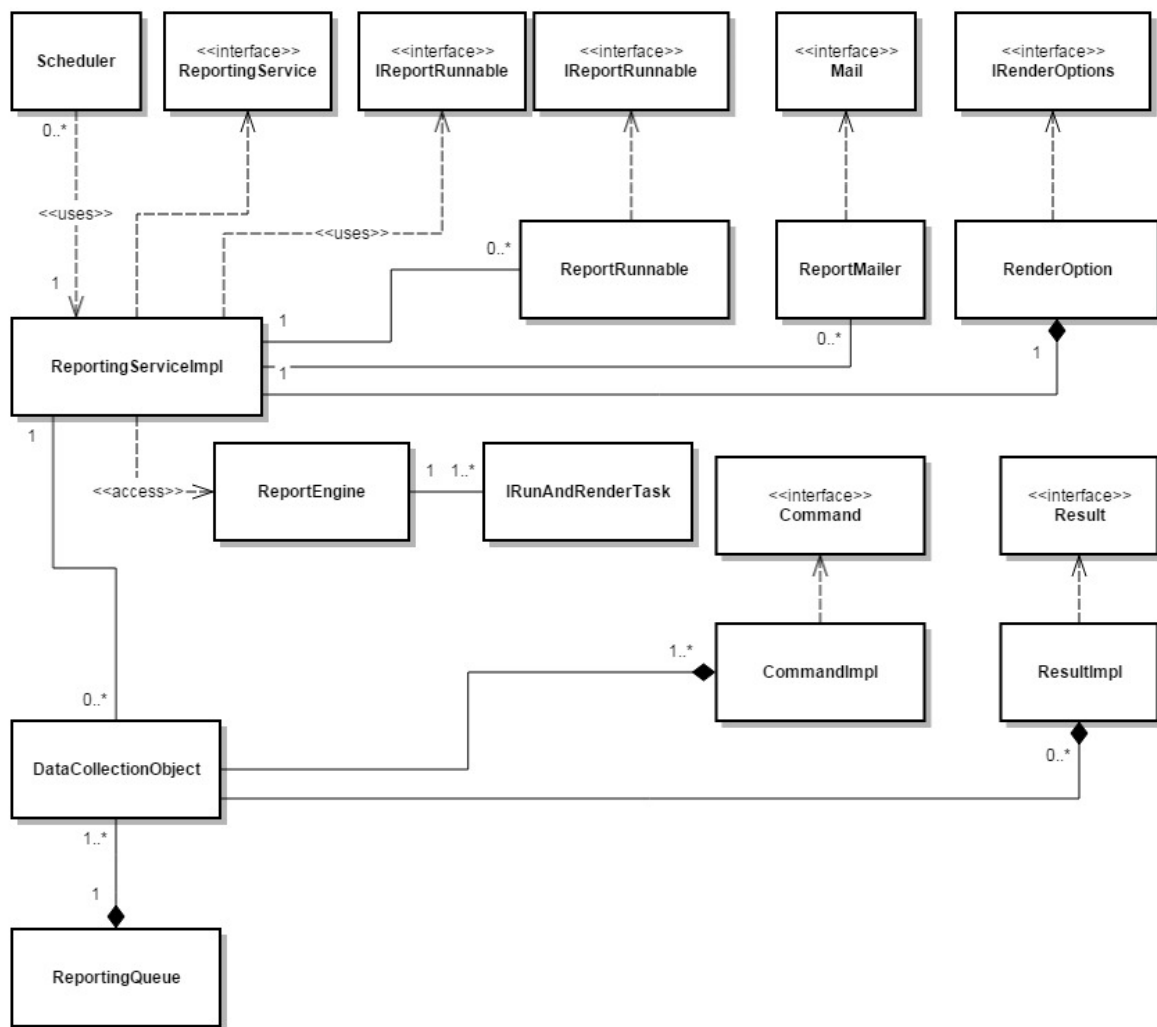 Scheduler
<<interface>>
ReportingService
<<interface>>
IReportRunnable
<<interface>>
IReportRunnable
<<interface>>
Mail
<<interface>>
IRenderOptions
0..*
<<uses>>
<<uses>>
0..*
ReportRunnable
ReportMailer
RenderOption
1
1
0..*
1
ReportingServiceImpl
1
1
<<access>>
ReportEngine
1
1..*
IRunAndRenderTask
<<interface>>
Command
<<interface>>
Result
1..*
CommandImpl
ResultImpl
0..*
DataCollectionObject
0..*
1..*
1
ReportingQueue